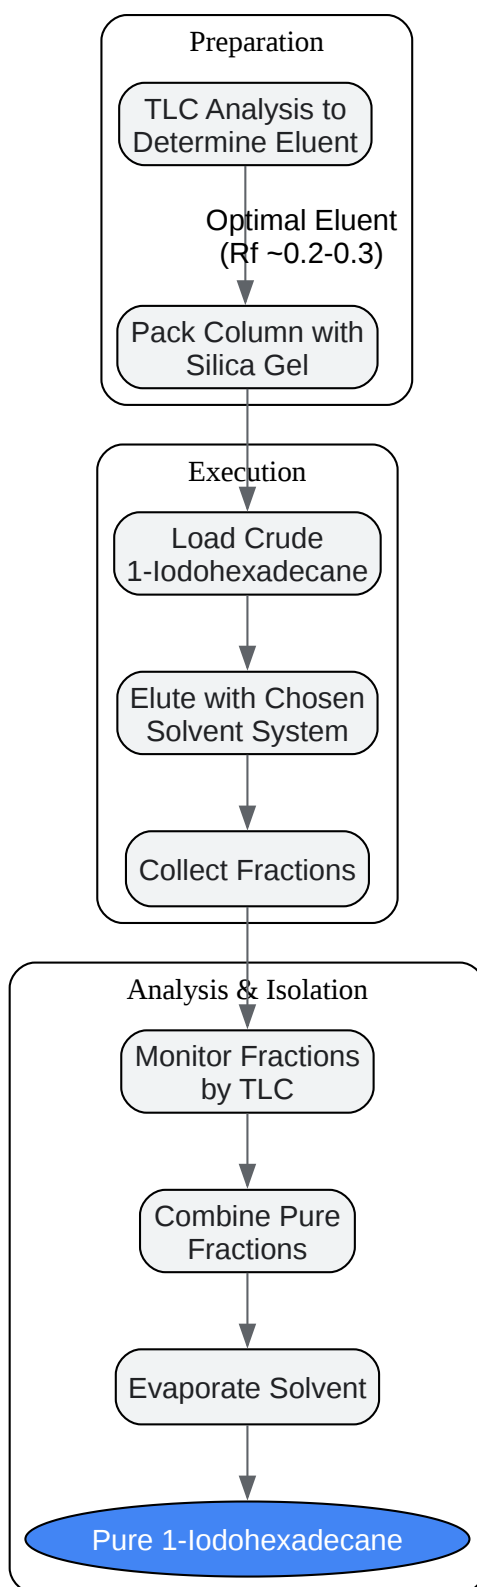 Preparation
TLC Analysis to
Determine Eluent
Optimal Eluent
(Rf ~0.2-0.3)
Pack Column with
Silica Gel
Execution
Load Crude
1-Iodohexadecane
Elute with Chosen
Solvent System
Collect Fractions
Analysis & Isolation
Monitor Fractions
by TLC
Combine Pure
Fractions
Evaporate Solvent
Pure 1-Iodohexadecane